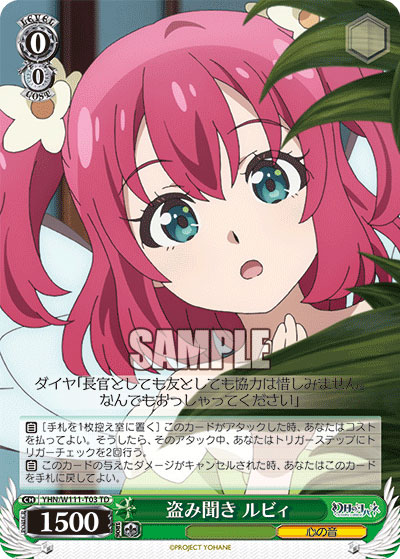 LEVEL
0
0
COST
SAMPLE
ダイヤ「長官としても友としても協力は惜しみません。
なんでもおっしゃってください」
【自】［手札を1枚控え室に置く］このカードがアタックした時、あなたはコスト
を払ってよい。そうしたら、そのアタック中、あなたはトリガーステップにト
リガーチェックを2回行う。
【自】このカードの与えたダメージがキャンセルされた時、あなたはこのカード
を手札に戻してよい。
CH YHN/W111-T03 TD
1500
盗み聞き ルビィ
心の音
©PROJECT YOHANE